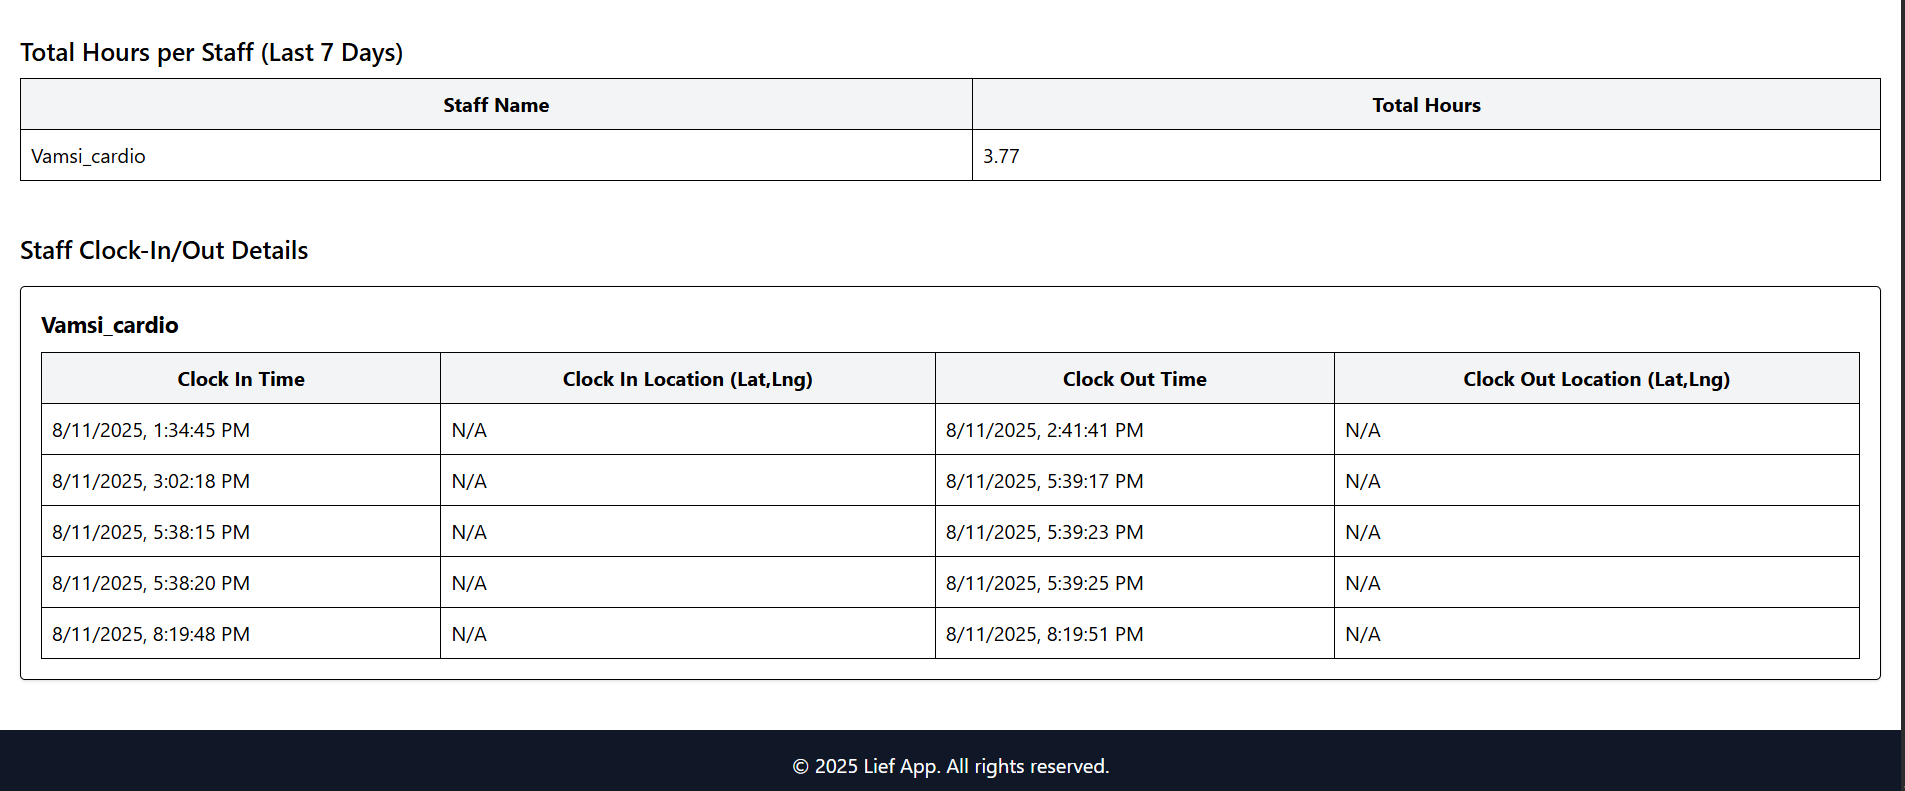 Total Hours per Staff (Last 7 Days)
Staff Name Total Hours
Vamsi_cardio 3.77
Staff Clock-In/Out Details
Vamsi_cardio
Clock In Time Clock In Location (Lat,Lng) Clock Out Time Clock Out Location (Lat,Lng)
8/11/2025, 1:34:45 PM N/A 8/11/2025, 2:41:41 PM N/A
8/11/2025, 3:02:18 PM N/A 8/11/2025, 5:39:17 PM N/A
8/11/2025, 5:38:15 PM N/A 8/11/2025, 5:39:23 PM N/A
8/11/2025, 5:38:20 PM N/A 8/11/2025, 5:39:25 PM N/A
8/11/2025, 8:19:48 PM N/A 8/11/2025, 8:19:51 PM N/A
© 2025 Lief App. All rights reserved.